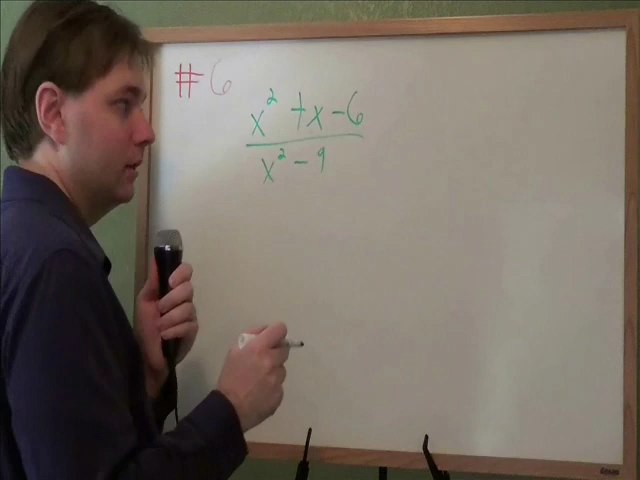 #6
x² + x - 6
x² - 9